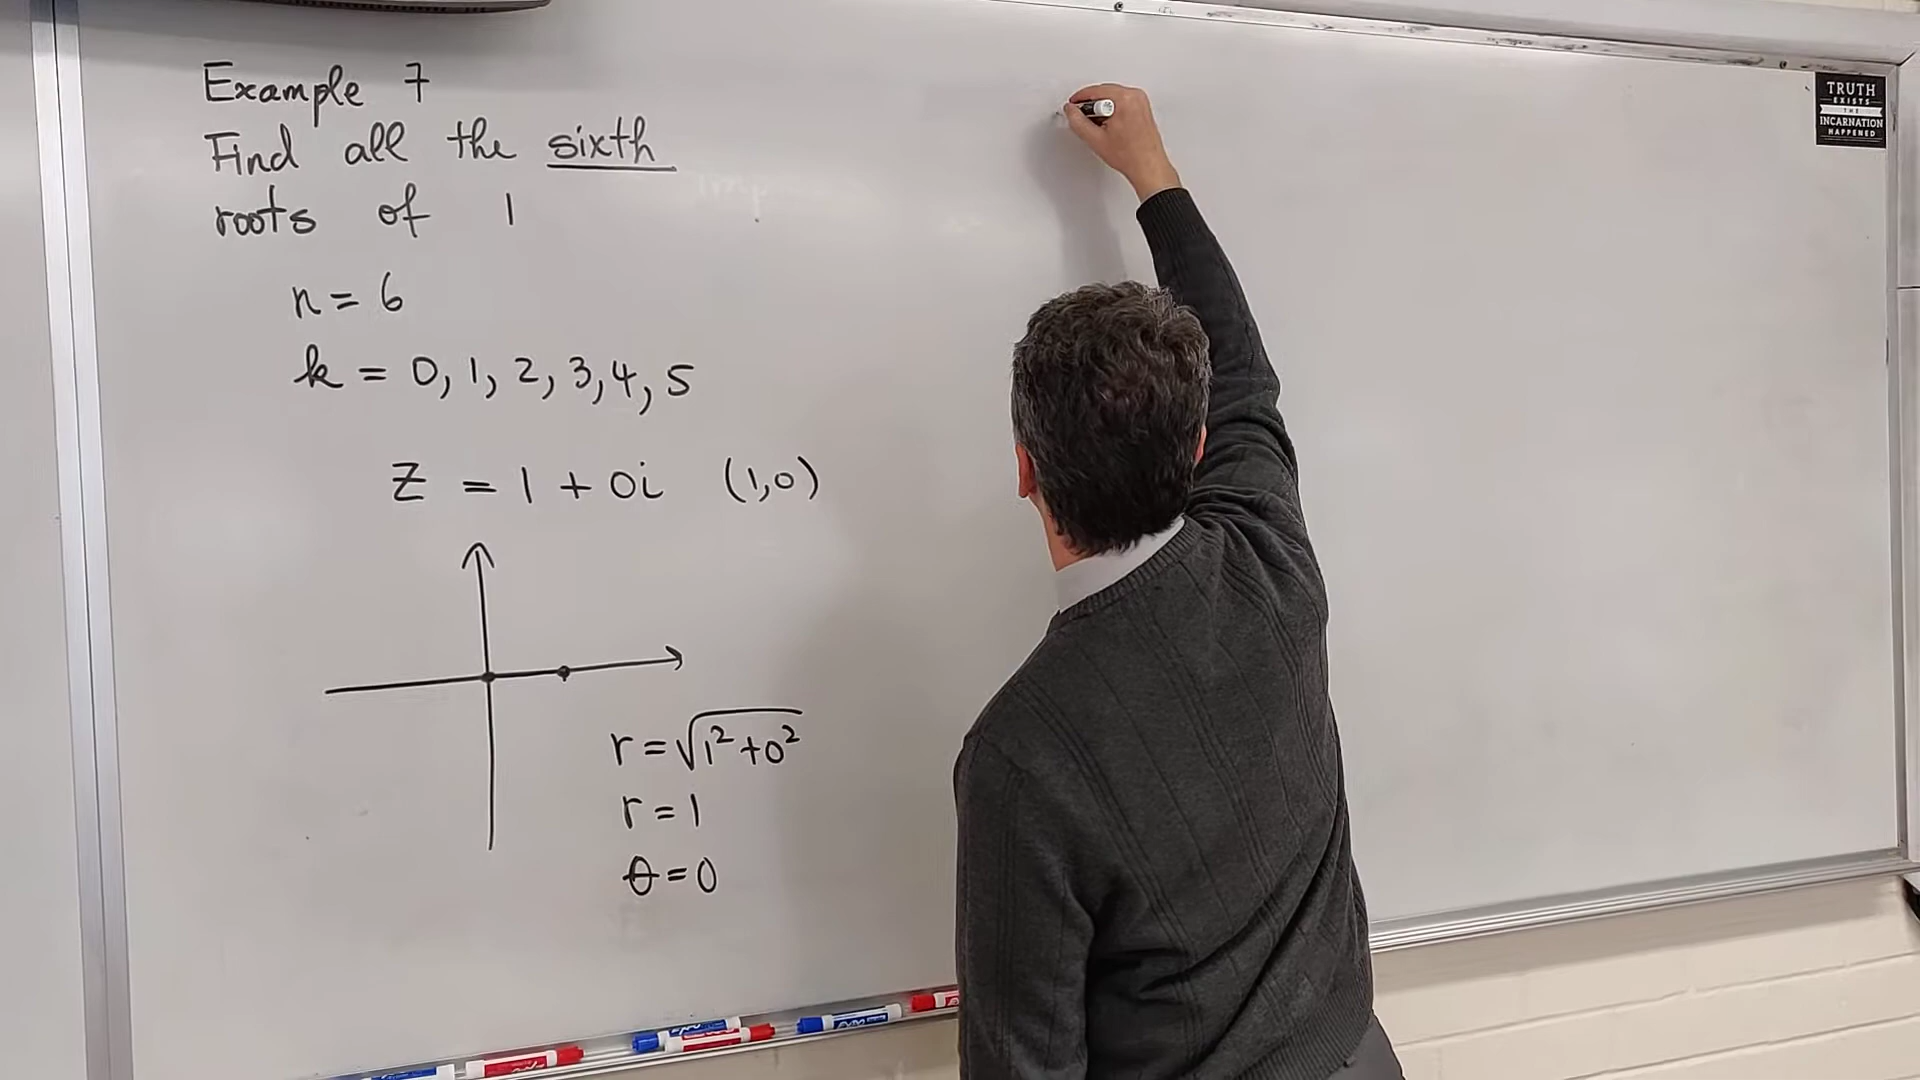 Example 7
Find all the sixth
roots of 1
n = 6
k = 0, 1, 2, 3, 4, 5
z = 1 + 0i (1,0)
r = √1² + 0²
r = 1
θ = 0
TRUTH
EXISTS
THE
INCARNATION
HAPPENED